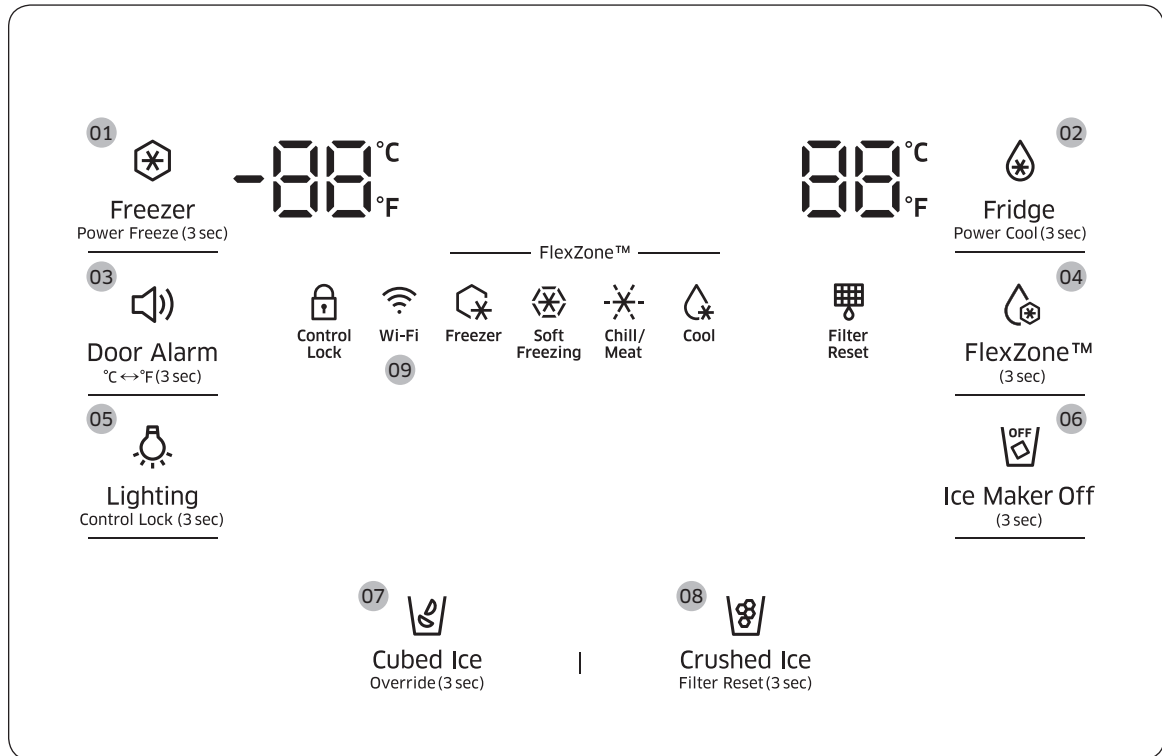 01
Freezer
Power Freeze (3 sec)
-88 °C
°F
88 °C
°F
02
Fridge
Power Cool (3 sec)
03
Door Alarm
°C ↔ °F (3 sec)
FlexZone™
Control
Lock
Wi-Fi
09
Freezer
Soft
Freezing
Chill/
Meat
Cool
Filter
Reset
04
FlexZone™
(3 sec)
05
Lighting
Control Lock (3 sec)
06
OFF
Ice Maker Off
(3 sec)
07
Cubed Ice
Override (3 sec)
08
Crushed Ice
Filter Reset (3 sec)